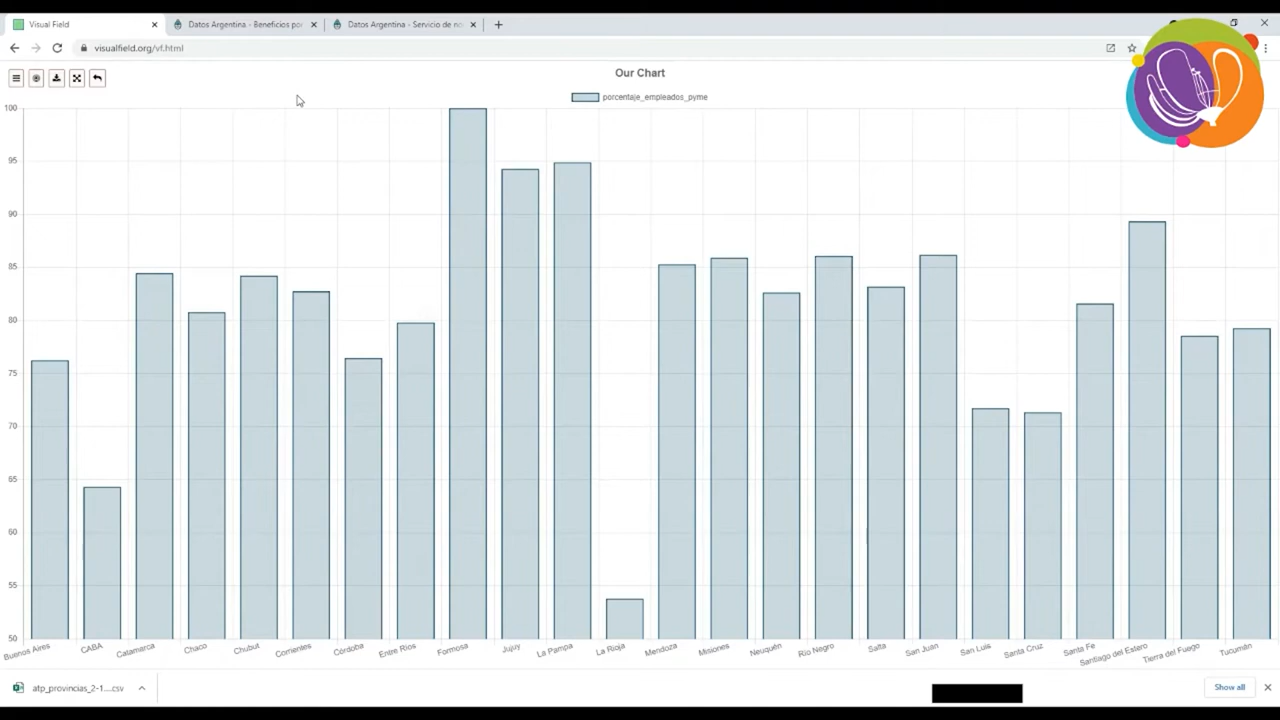 Visual Field
Datos Argentina - Beneficios po
Datos Argentina - Servicio de no
visualfield.org/vf.html
Our Chart
porcentaje_empleados_pyme
100
95
90
85
80
75
70
65
60
55
50
Buenos Aires
CABA
Catamarca
Chaco
Chubut
Corrientes
Córdoba
Entre Ríos
Formosa
Jujuy
La Pampa
La Rioja
Mendoza
Misiones
Neuquén
Río Negro
Salta
San Juan
San Luis
Santa Cruz
Santa Fe
Santiago del Estero
Tierra del Fuego
Tucumán
atp_provincias_2-1....csv
Show all